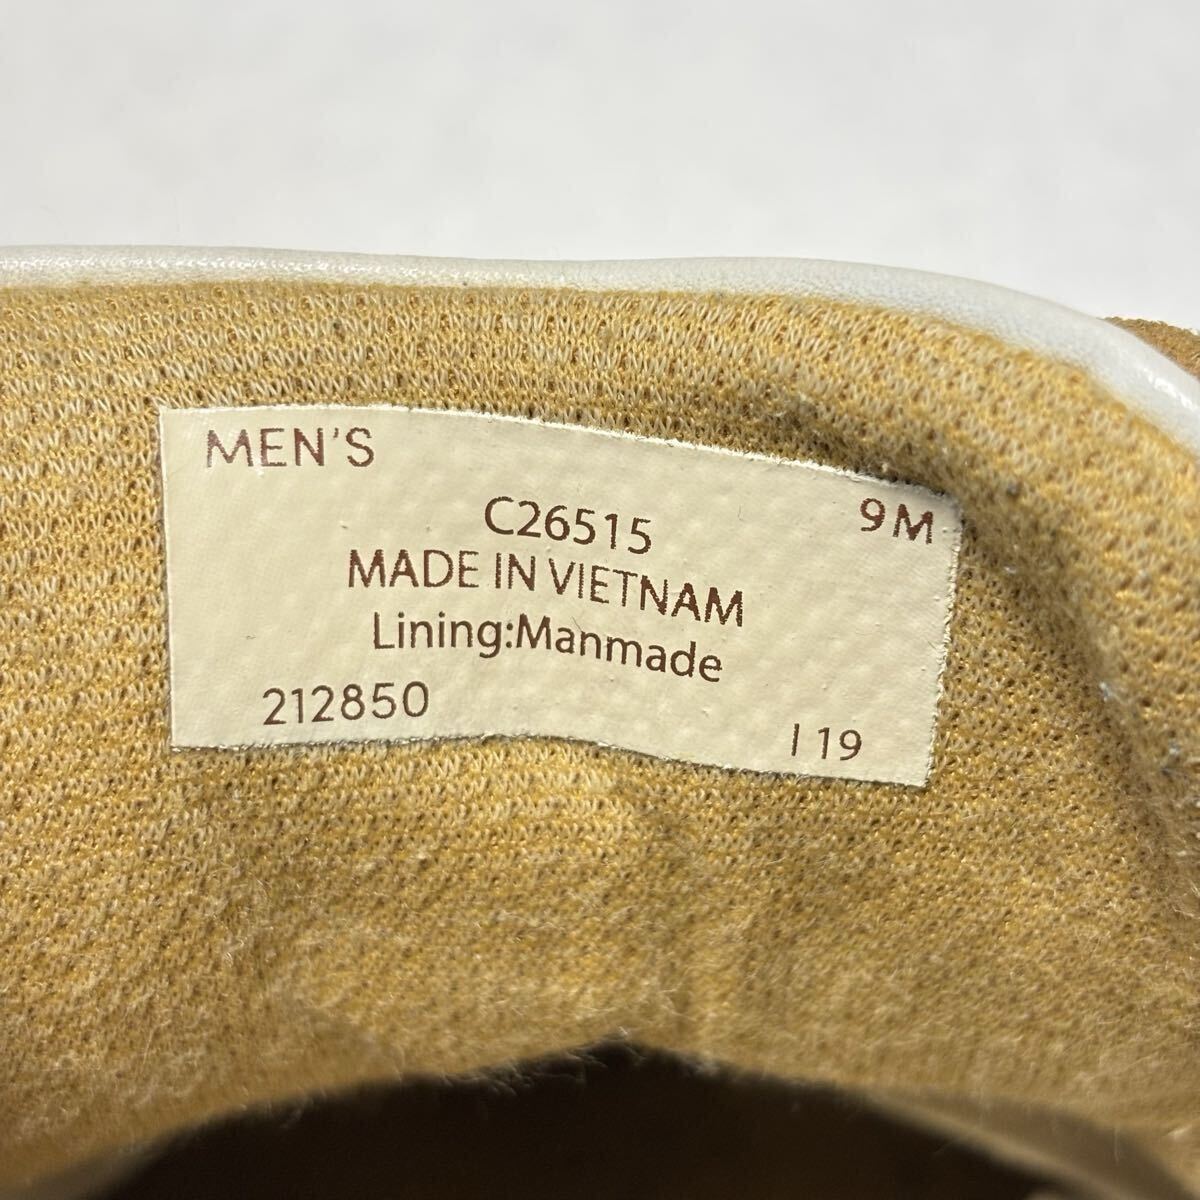 MEN'S
C26515
9M
MADE IN VIETNAM
Lining:Manmade
212850
I 19